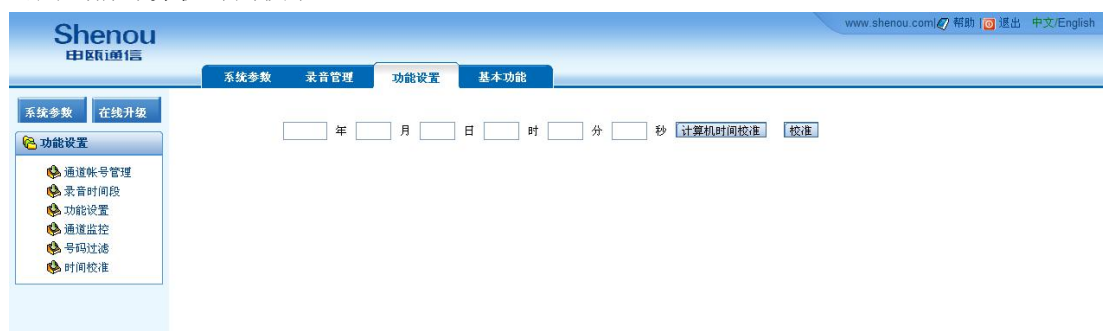 Shenou
申瓯通信
www.shenou.com| 帮助 | 退出 中文/English
系统参数 录音管理 功能设置 基本功能
系统参数 在线升级
功能设置
通道帐号管理
录音时间段
功能设置
通道监控
号码过滤
时间校准
年 月 日 时 分 秒 计算机时间校准 校准